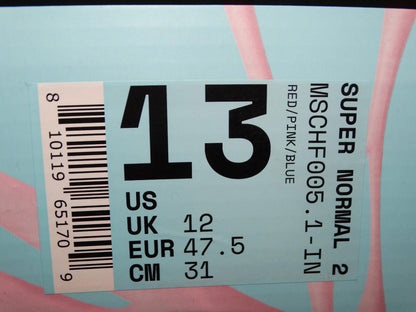 SUPER NORMAL 2
MSCHF005.1-IN
RED/PINK/BLUE
13
US
UK 12
EUR 47.5
CM 31
8 10119 65170 9